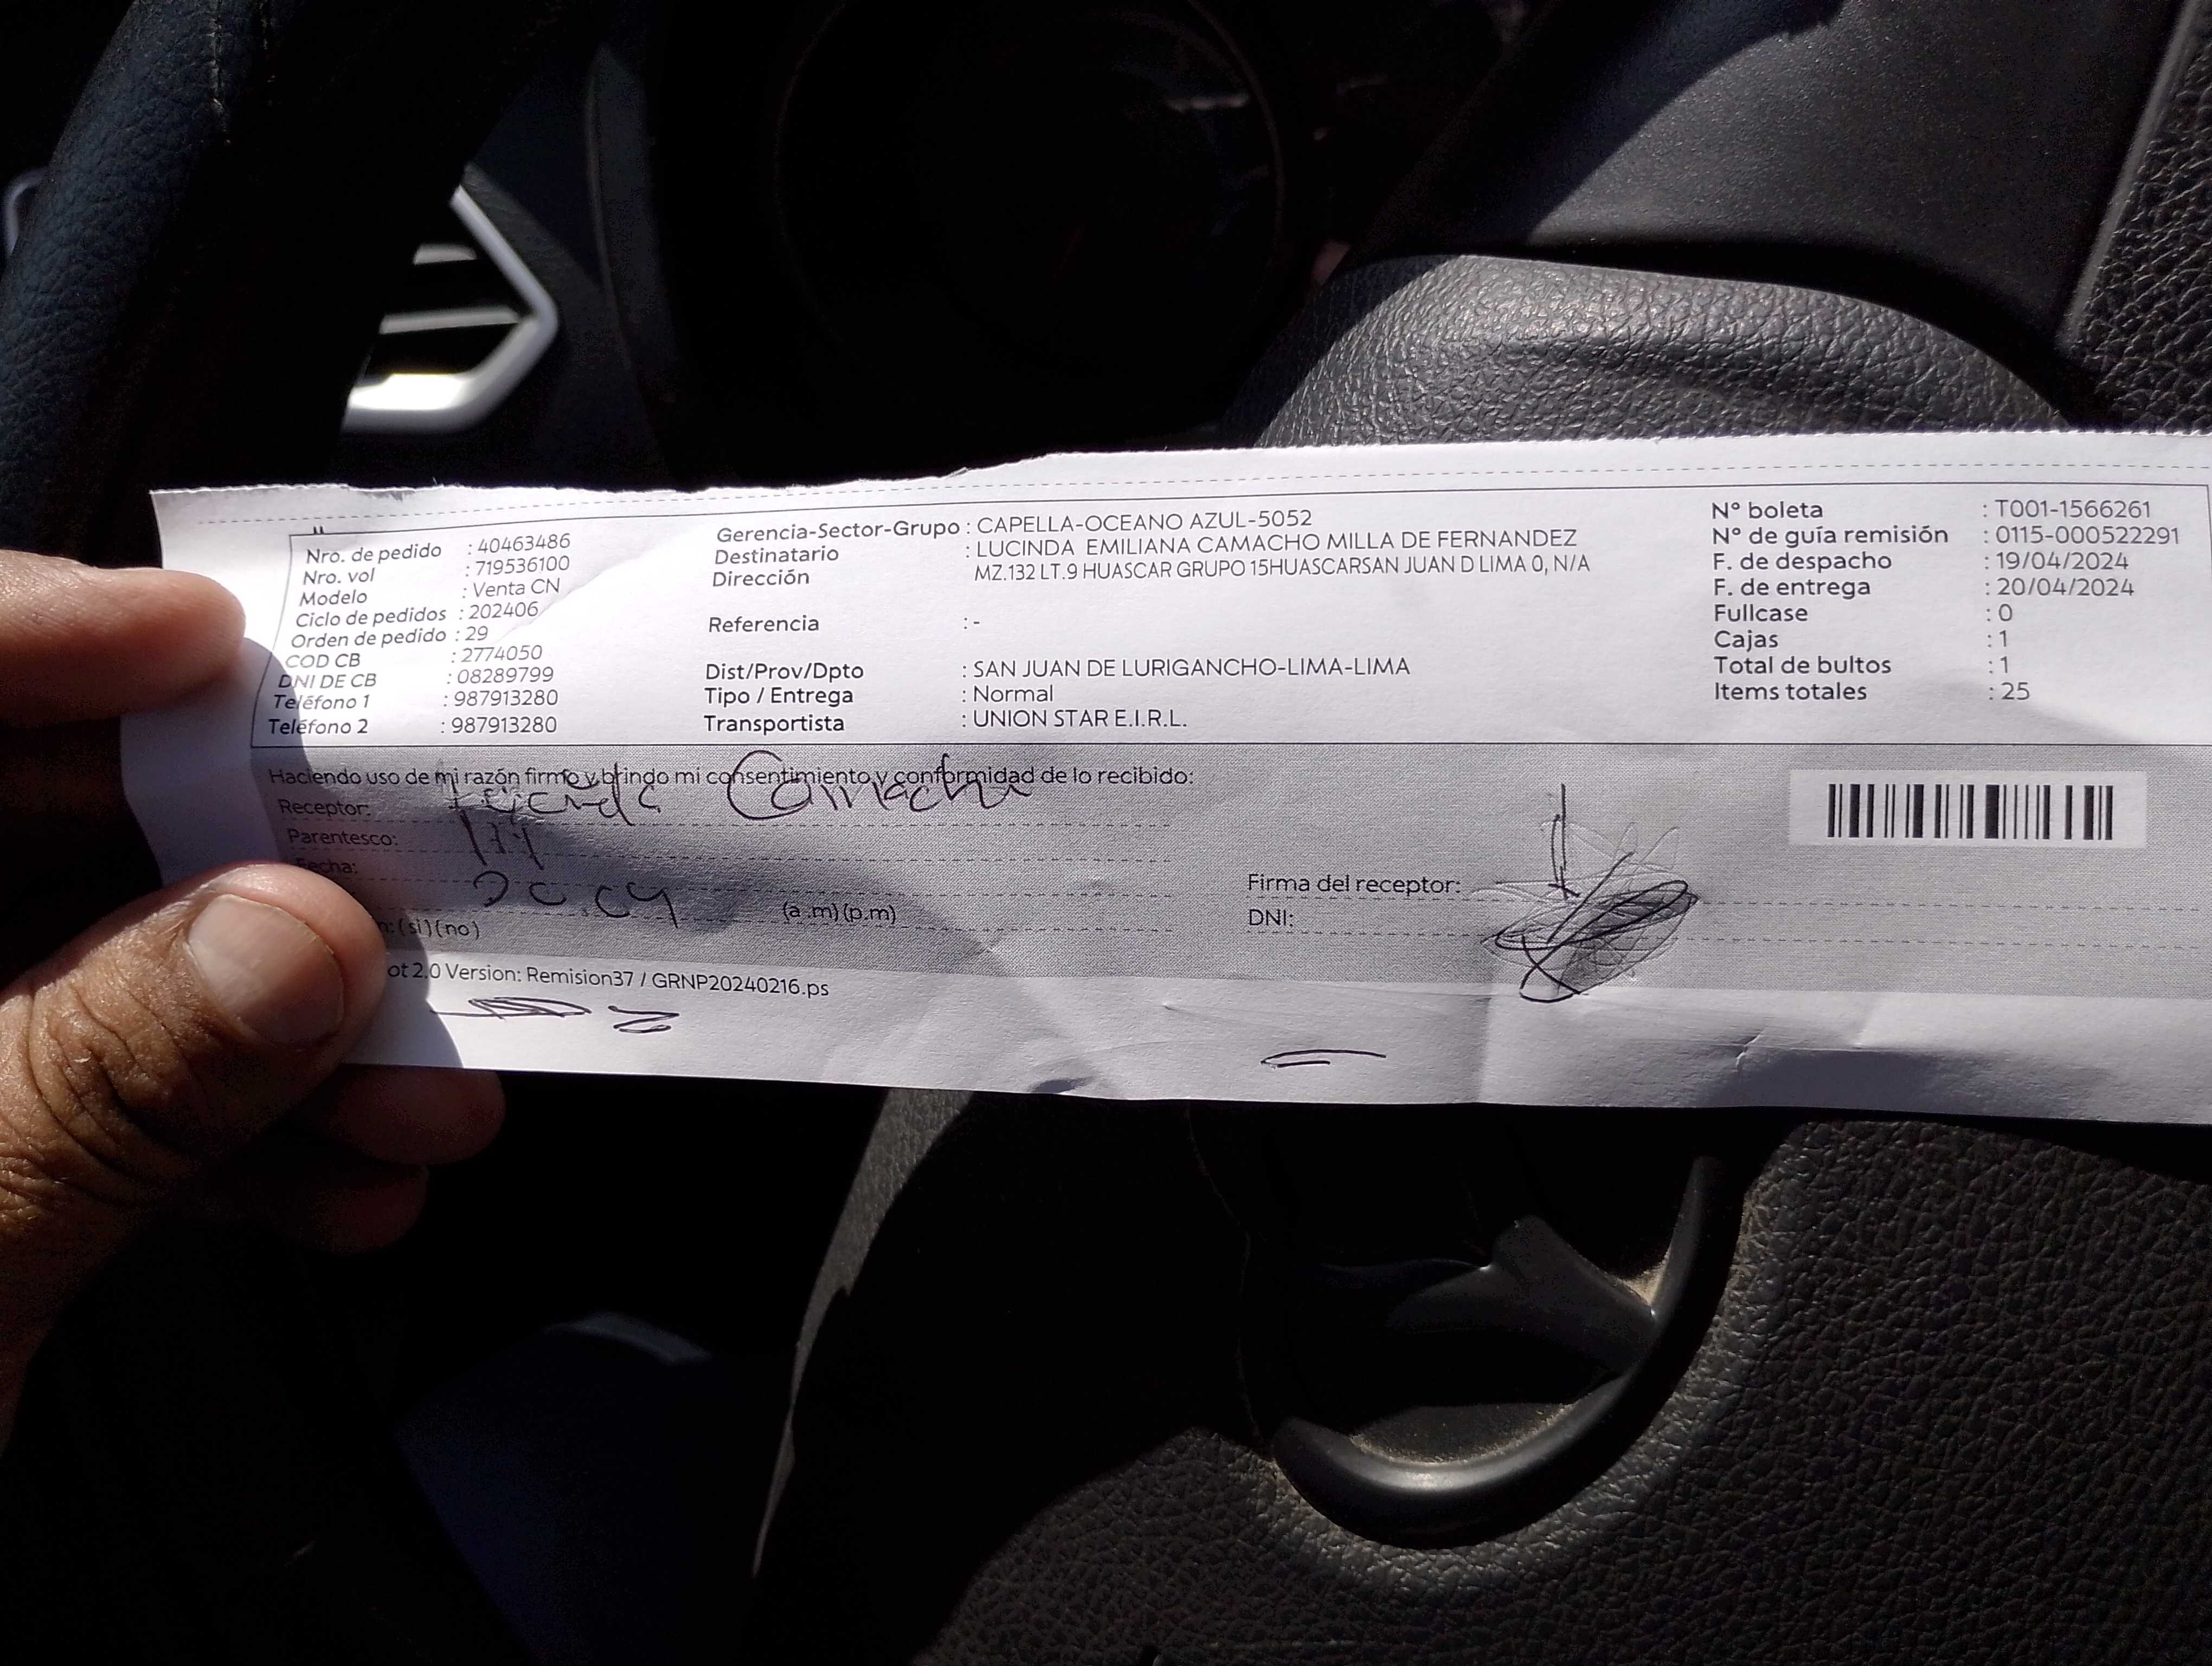 Nro. de pedido : 40463486
Nro. vol : 719536100
Modelo : Venta CN
Ciclo de pedidos : 202406
Orden de pedido : 29
COD CB : 2774050
DNI DE CB : 08289799
Teléfono 1 : 987913280
Teléfono 2 : 987913280
Gerencia-Sector-Grupo : CAPELLA-OCEANO AZUL-5052
Destinatario : LUCINDA EMILIANA CAMACHO MILLA DE FERNANDEZ
Dirección MZ.132 LT.9 HUASCAR GRUPO 15HUASCARSAN JUAN D LIMA 0, N/A
Referencia : -
Dist/Prov/Dpto : SAN JUAN DE LURIGANCHO-LIMA-LIMA
Tipo / Entrega : Normal
Transportista : UNION STAR E.I.R.L.
N° boleta : T001-1566261
N° de guía remisión : 0115-000522291
F. de despacho : 19/04/2024
F. de entrega : 20/04/2024
Fullcase : 0
Cajas : 1
Total de bultos : 1
Items totales : 25
Haciendo uso de mi razón firmo y brindo mi consentimiento y conformidad de lo recibido:
Receptor: Camacho
Parentesco:
Fecha: 20.04
(si)(no) (a.m)(p.m)
Firma del receptor:
DNI:
2.0 Version: Remision37 / GRNP20240216.ps